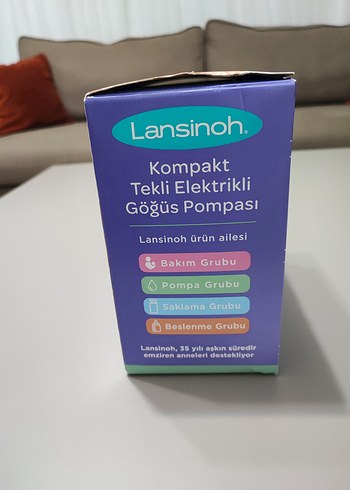 Lansinoh®
Kompakt
Tekli Elektrikli
Göğüs Pompası
Lansinoh ürün ailesi
Bakım Grubu
Pompa Grubu
Saklama Grubu
Beslenme Grubu
Lansinoh, 35 yılı aşkın süredir
emziren anneleri destekliyor